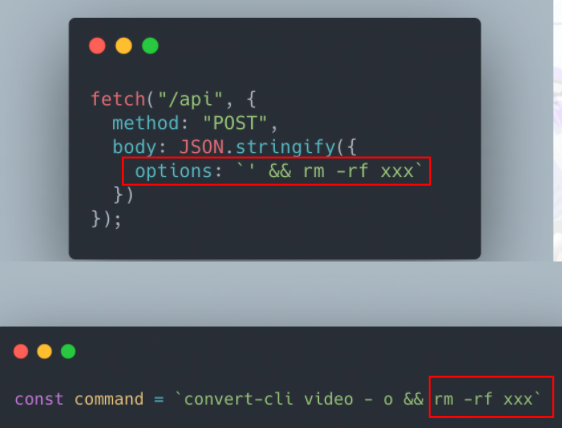 fetch("/api", {
  method: "POST",
  body: JSON.stringify({
    options: `' && rm -rf xxx`
  })
});
const command = `convert-cli video - o && rm -rf xxx`